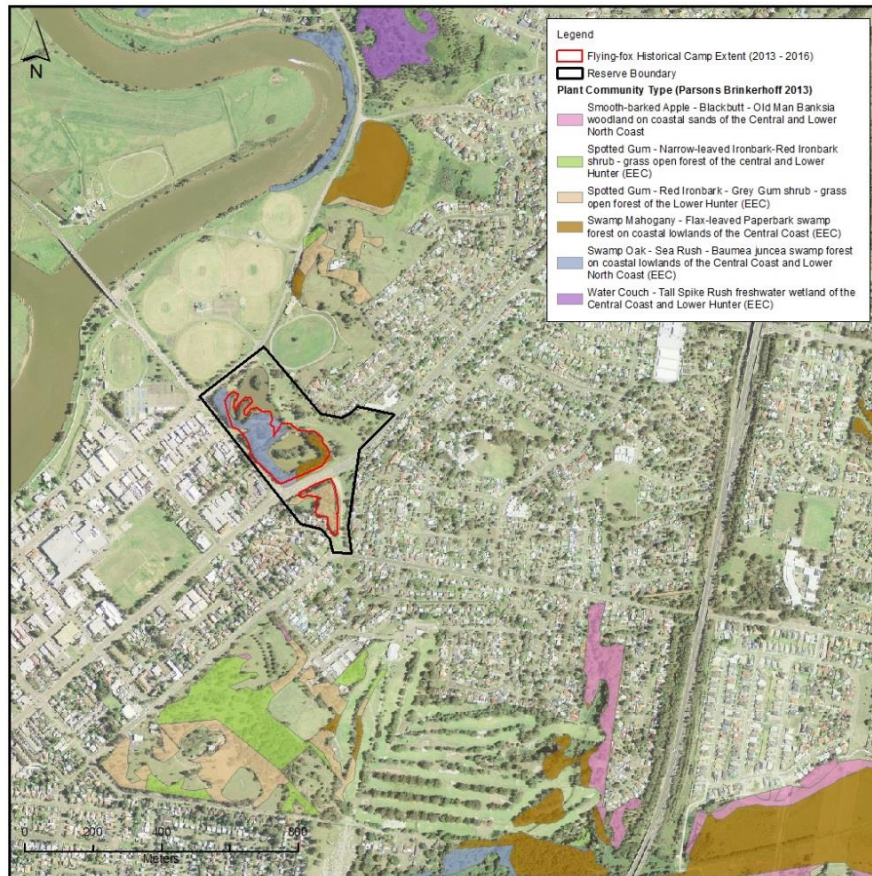 N
Legend
Flying-fox Historical Camp Extent (2013 - 2016)
Reserve Boundary
Plant Community Type (Parsons Brinkerhoff 2013)
Smooth-barked Apple - Blackbutt - Old Man Banksia
woodland on coastal sands of the Central and Lower
North Coast
Spotted Gum - Narrow-leaved Ironbark-Red Ironbark
shrub - grass open forest of the central and Lower
Hunter (EEC)
Spotted Gum - Red Ironbark - Grey Gum shrub - grass
open forest of the Lower Hunter (EEC)
Swamp Mahogany - Flax-leaved Paperbark swamp
forest on coastal lowlands of the Central Coast (EEC)
Swamp Oak - Sea Rush - Baumea juncea swamp forest
on coastal lowlands of the Central Coast and Lower
North Coast (EEC)
Water Couch - Tall Spike Rush freshwater wetland of the
Central Coast and Lower Hunter (EEC)
0 200 400 800
Meters